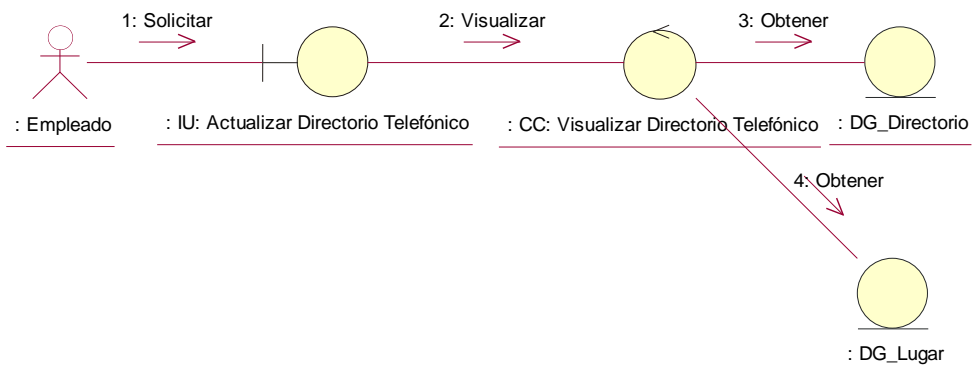 1: Solicitar
2: Visualizar
3: Obtener
: Empleado
: IU: Actualizar Directorio Telefónico
: CC: Visualizar Directorio Telefónico
: DG_Directorio
4: Obtener
: DG_Lugar